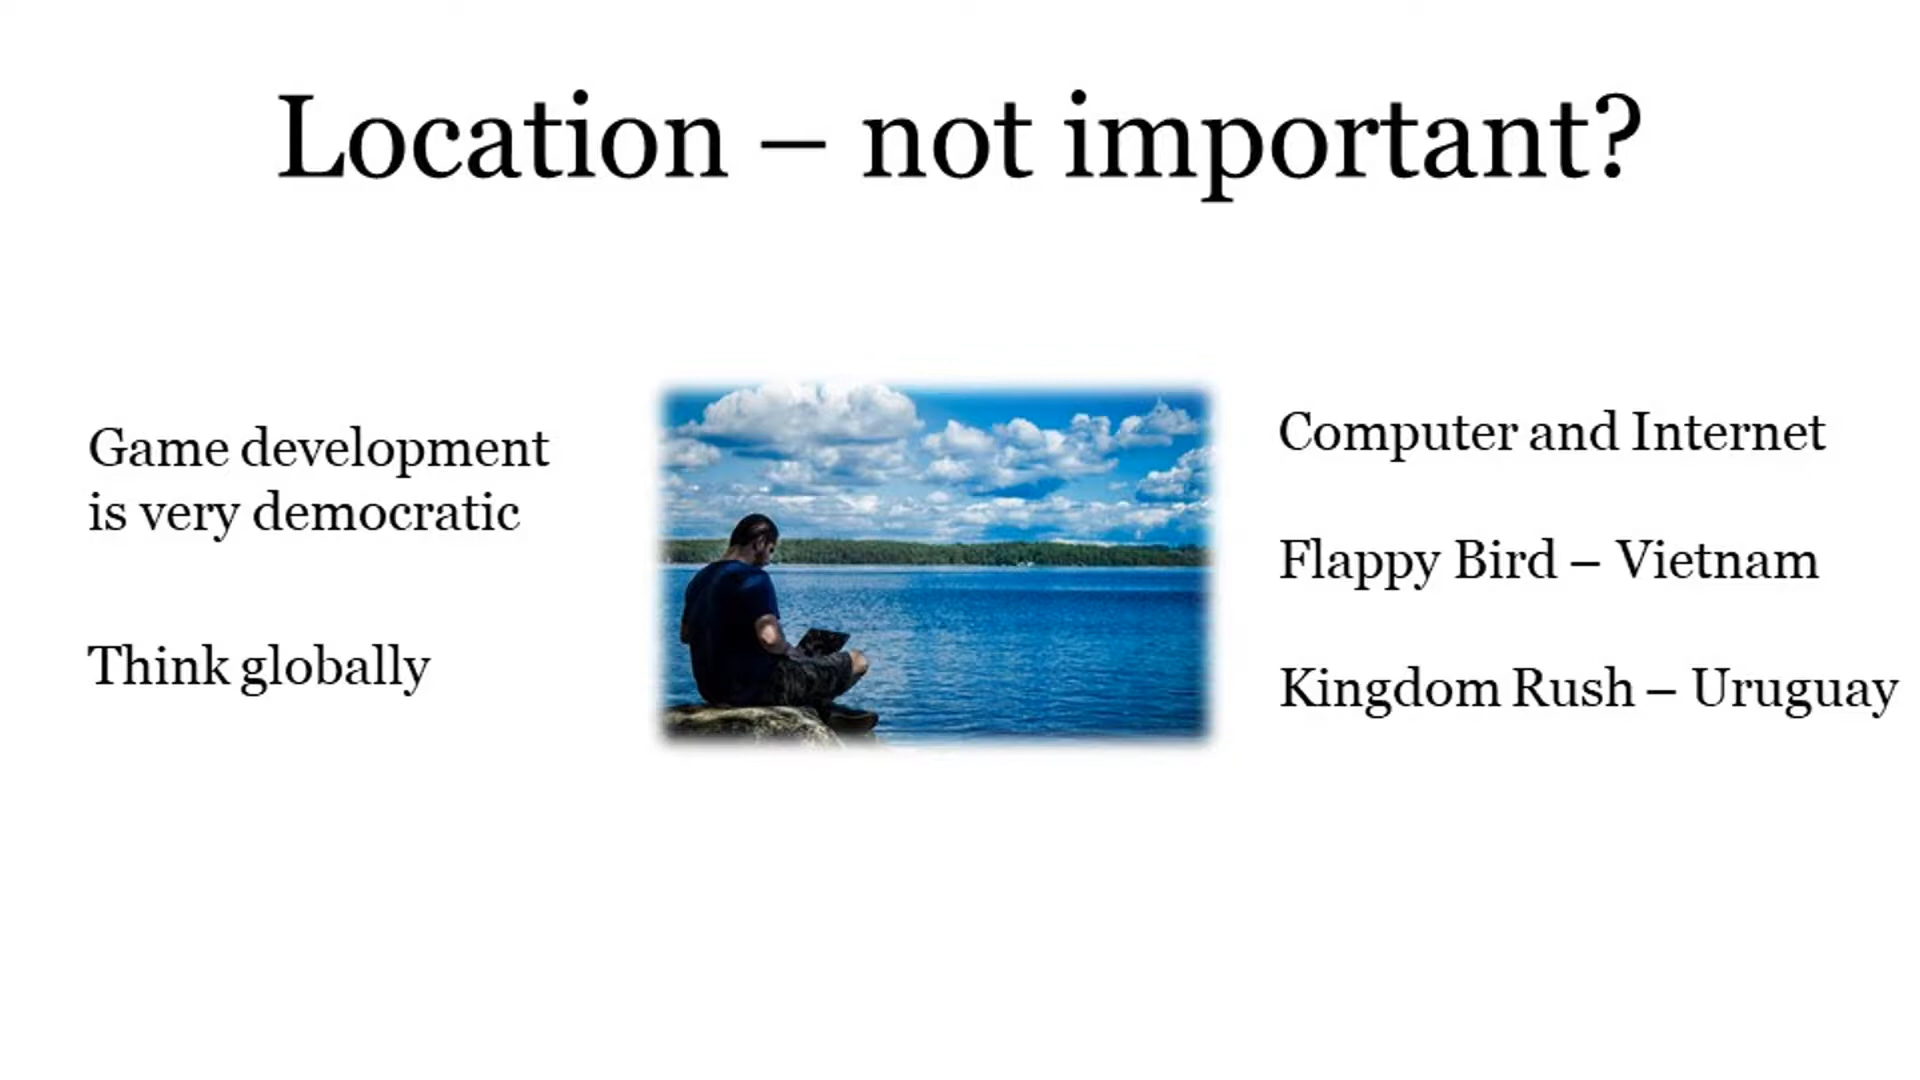 Location – not important?
Game development
is very democratic
Think globally
Computer and Internet
Flappy Bird – Vietnam
Kingdom Rush – Uruguay